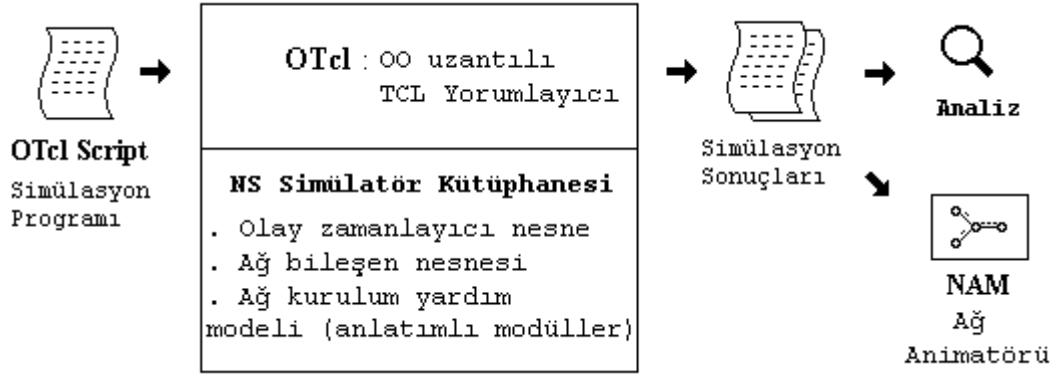 OTcl Script
Simülasyon
Programı
OTcl : OO uzantılı
TCL Yorumlayıcı
NS Simülatör Kütüphanesi
. Olay zamanlayıcı nesne
. Ağ bileşen nesnesi
. Ağ kurulum yardım
modeli (anlatımlı modüller)
Simülasyon
Sonuçları
Analiz
NAM
Ağ
Animatörü